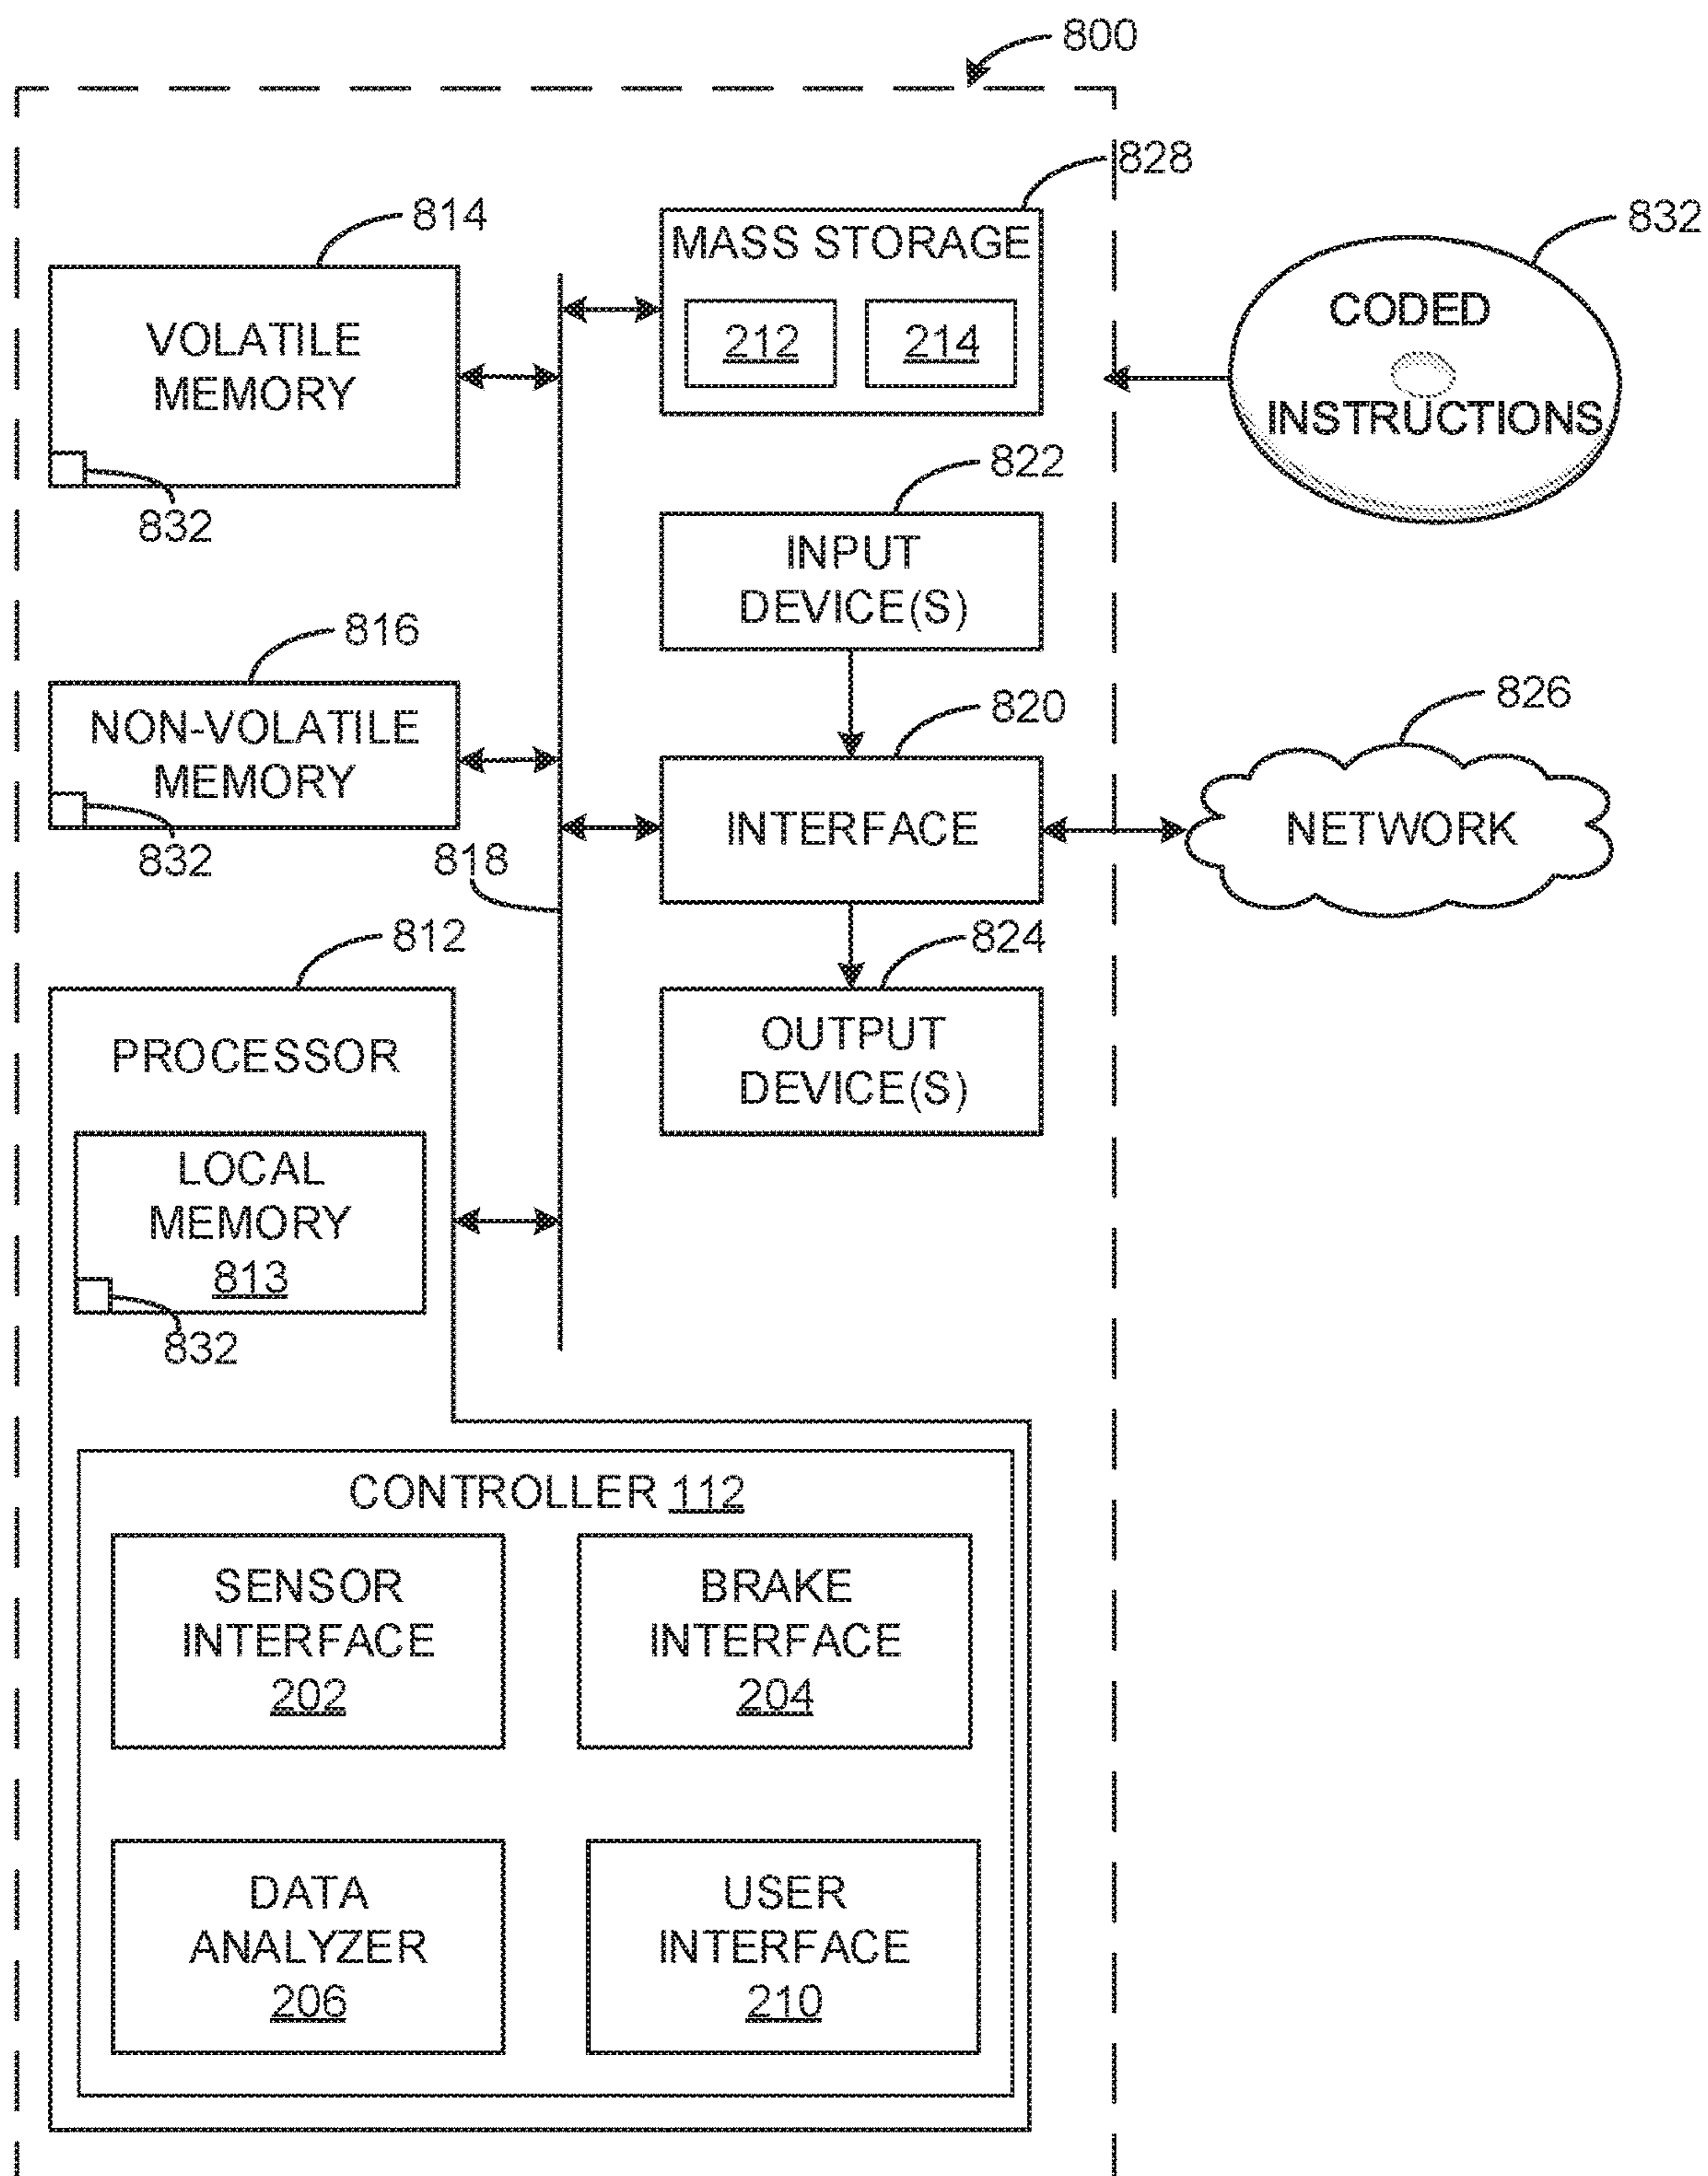 800
828
814
832
MASS STORAGE
212
214
VOLATILE
MEMORY
832
CODED
INSTRUCTIONS
822
INPUT
DEVICE(S)
816
NON-VOLATILE
MEMORY
832
820
INTERFACE
826
NETWORK
818
812
824
OUTPUT
DEVICE(S)
PROCESSOR
LOCAL
MEMORY
813
832
CONTROLLER 112
SENSOR
INTERFACE
202
BRAKE
INTERFACE
204
DATA
ANALYZER
206
USER
INTERFACE
210